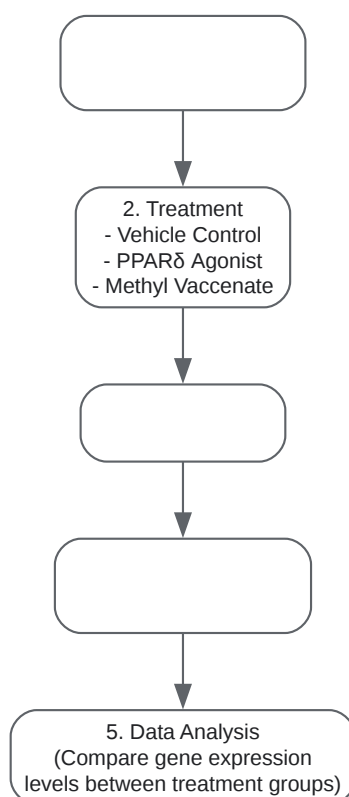 2. Treatment
- Vehicle Control
- PPARδ Agonist
- Methyl Vaccenate
5. Data Analysis
(Compare gene expression
levels between treatment groups)